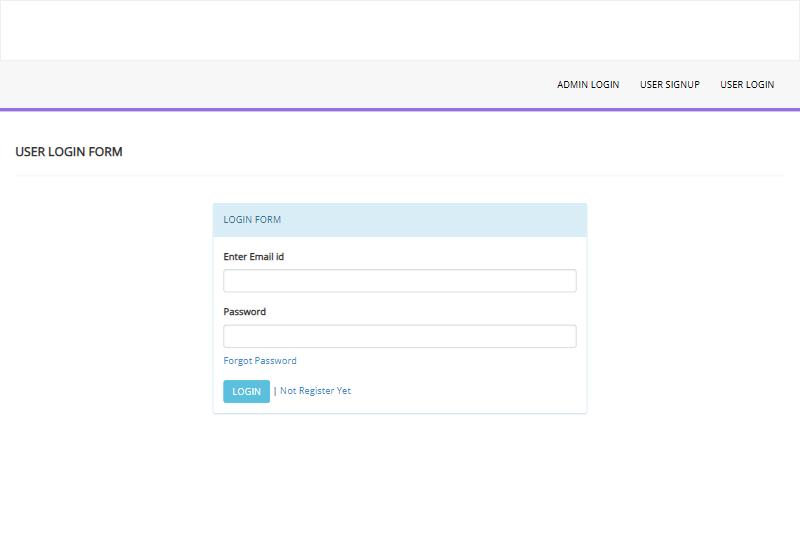 ADMIN LOGIN USER SIGNUP USER LOGIN
USER LOGIN FORM
LOGIN FORM
Enter Email id
Password
Forgot Password
LOGIN | Not Register Yet